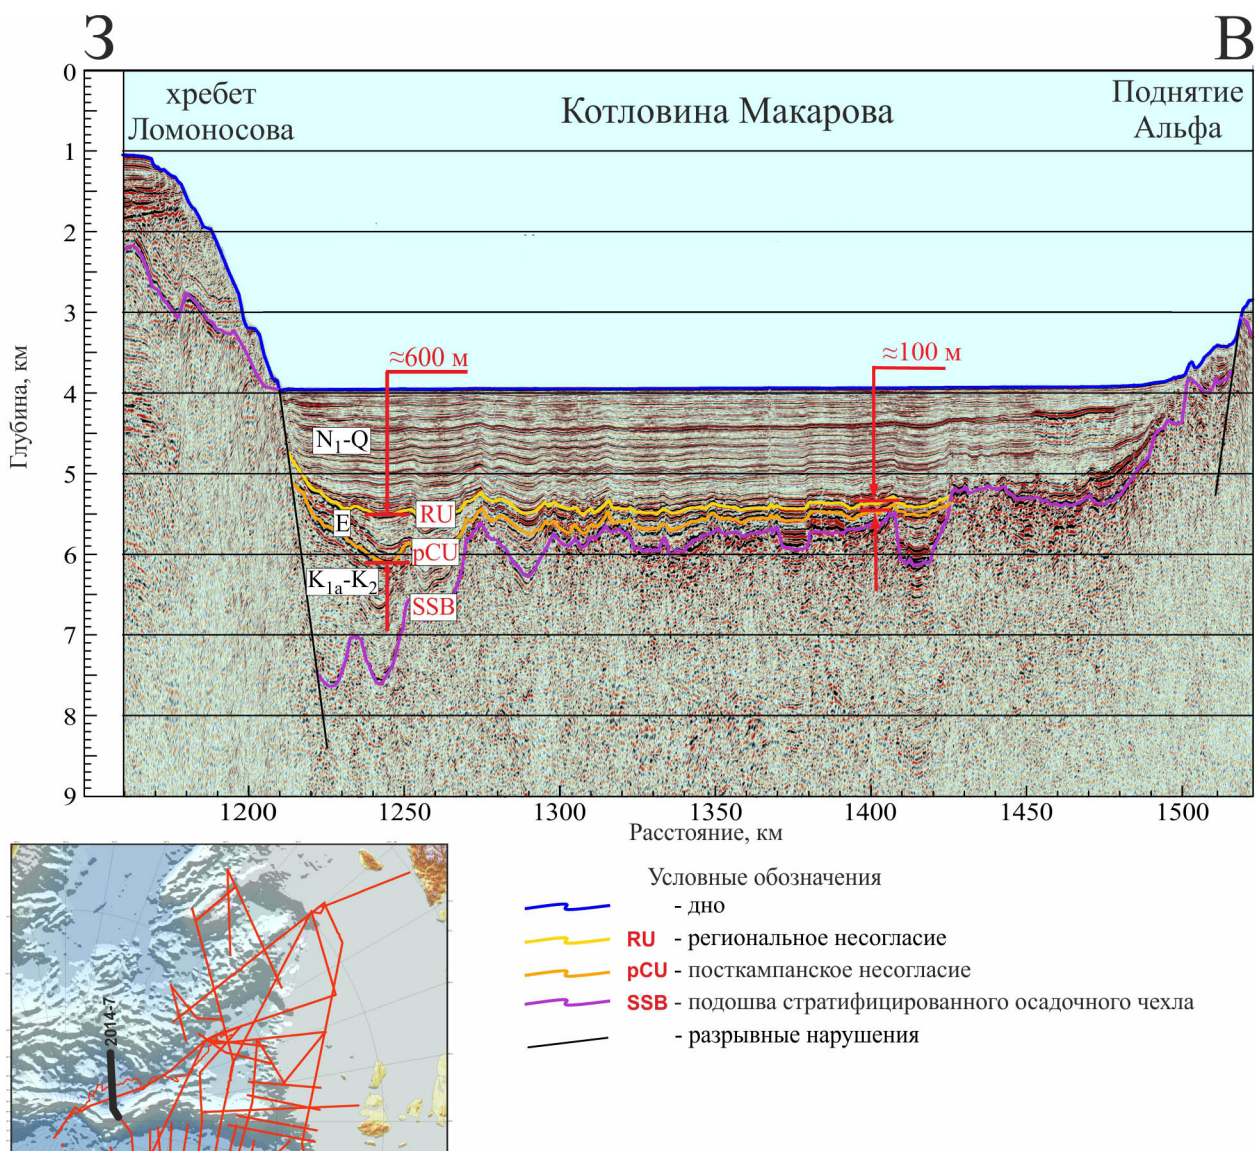 З
В
хребет
Ломоносова
Котловина Макарова
Поднятие
Альфа
0
1
2
3
4
5
6
7
8
9
Глубина, км
≈600 м
≈100 м
N1-Q
RU
E
pCU
K1a-K2
SSB
1200 1250 1300 1350 1400 1450 1500
Расстояние, км
2014-7
Условные обозначения
- дно
RU - региональное несогласие
pCU - посткампанское несогласие
SSB - подошва стратифицированного осадочного чехла
- разрывные нарушения